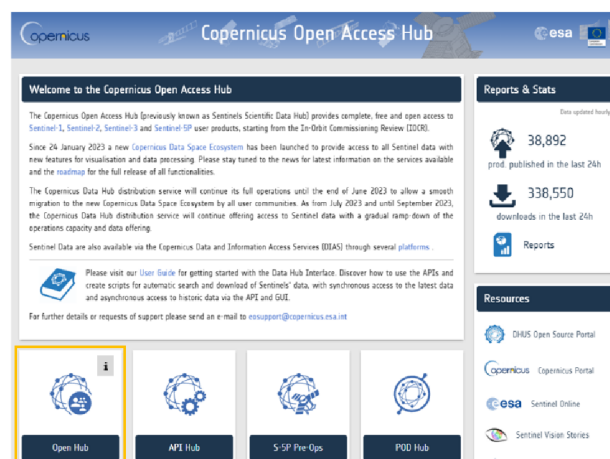 opernicus
Copernicus Open Access Hub
esa
Welcome to the Copernicus Open Access Hub
The Copernicus Open Access Hub (previously known as Sentinels Scientific Data Hub) provides complete, free and open access to
Sentinel-1, Sentinel-2, Sentinel-3 and Sentinel-5P user products, starting from the In-Orbit Commissioning Review (IOCR).
Since 24 January 2023 a new Copernicus Data Space Ecosystem has been launched to provide access to all Sentinel data with
new features for visualisation and data processing. Please stay tuned to the news for latest information on the services available
and the roadmap for the full release of all functionalities.
The Copernicus Data Hub distribution service will continue its full operations until the end of June 2023 to allow a smooth
migration to the new Copernicus Data Space Ecosystem by all user communities. As from July 2023 and until September 2023,
the Copernicus Data Hub distribution service will continue offering access to Sentinel data with a gradual ramp-down of the
operations capacity and data offering.
Sentinel Data are also available via the Copernicus Data and Information Access Services (DIAS) through several platforms .
Please visit our User Guide for getting started with the Data Hub Interface. Discover how to use the APIs and
create scripts for automatic search and download of Sentinels' data, with synchronous access to the latest data
and asynchronous access to historic data via the API and GUI.
For further details or requests of support please send an e-mail to eosupport@copernicus.esa.int
i
Open Hub
API Hub
S-5P Pre-Ops
POD Hub
Reports & Stats
Data updated hourly
38,892
prod. published in the last 24h
338,550
downloads in the last 24h
Reports
Resources
DHUS Open Source Portal
opernicus Copernicus Portal
esa Sentinel Online
Sentinel Vision Stories